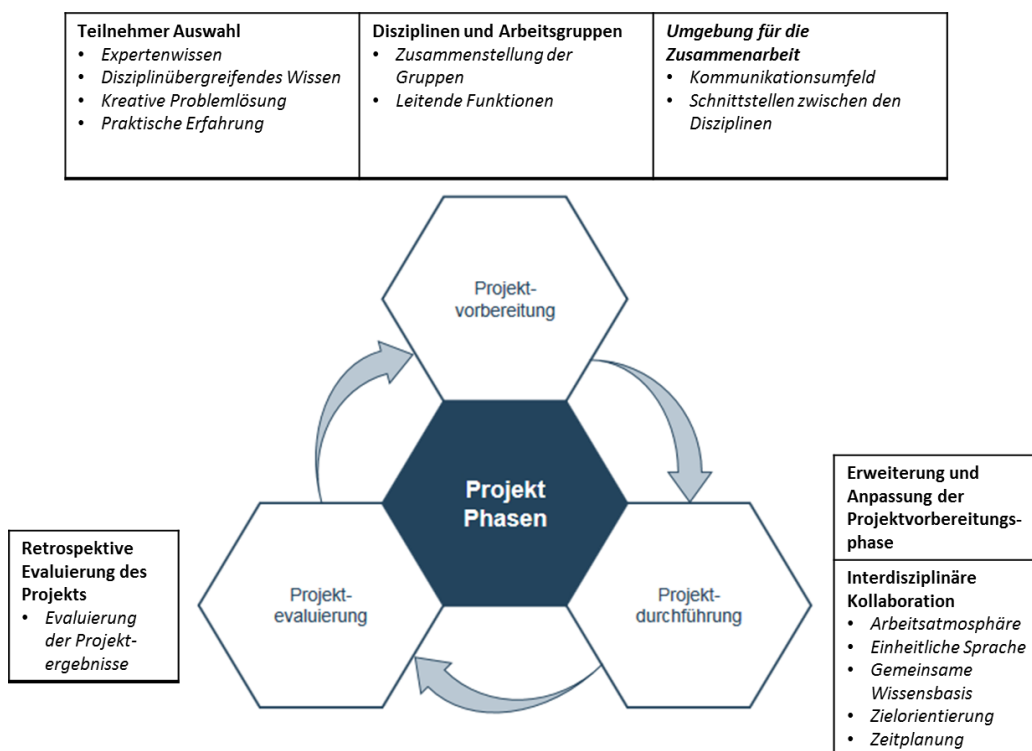 Teilnehmer Auswahl
• Expertenwissen
• Disziplinübergreifendes Wissen
• Kreative Problemlösung
• Praktische Erfahrung
Disziplinen und Arbeitsgruppen
• Zusammenstellung der
Gruppen
• Leitende Funktionen
Umgebung für die
Zusammenarbeit
• Kommunikationsumfeld
• Schnittstellen zwischen den
Disziplinen
Projekt-
vorbereitung
Projekt
Phasen
Erweiterung und
Anpassung der
Projektvorbereitungs-
phase
Interdisziplinäre
Kollaboration
• Arbeitsatmosphäre
• Einheitliche Sprache
• Gemeinsame
Wissensbasis
• Zielorientierung
• Zeitplanung
Projekt-
durchführung
Projekt-
evaluierung
Retrospektive
Evaluierung des
Projekts
• Evaluierung
der Projekt-
ergebnisse